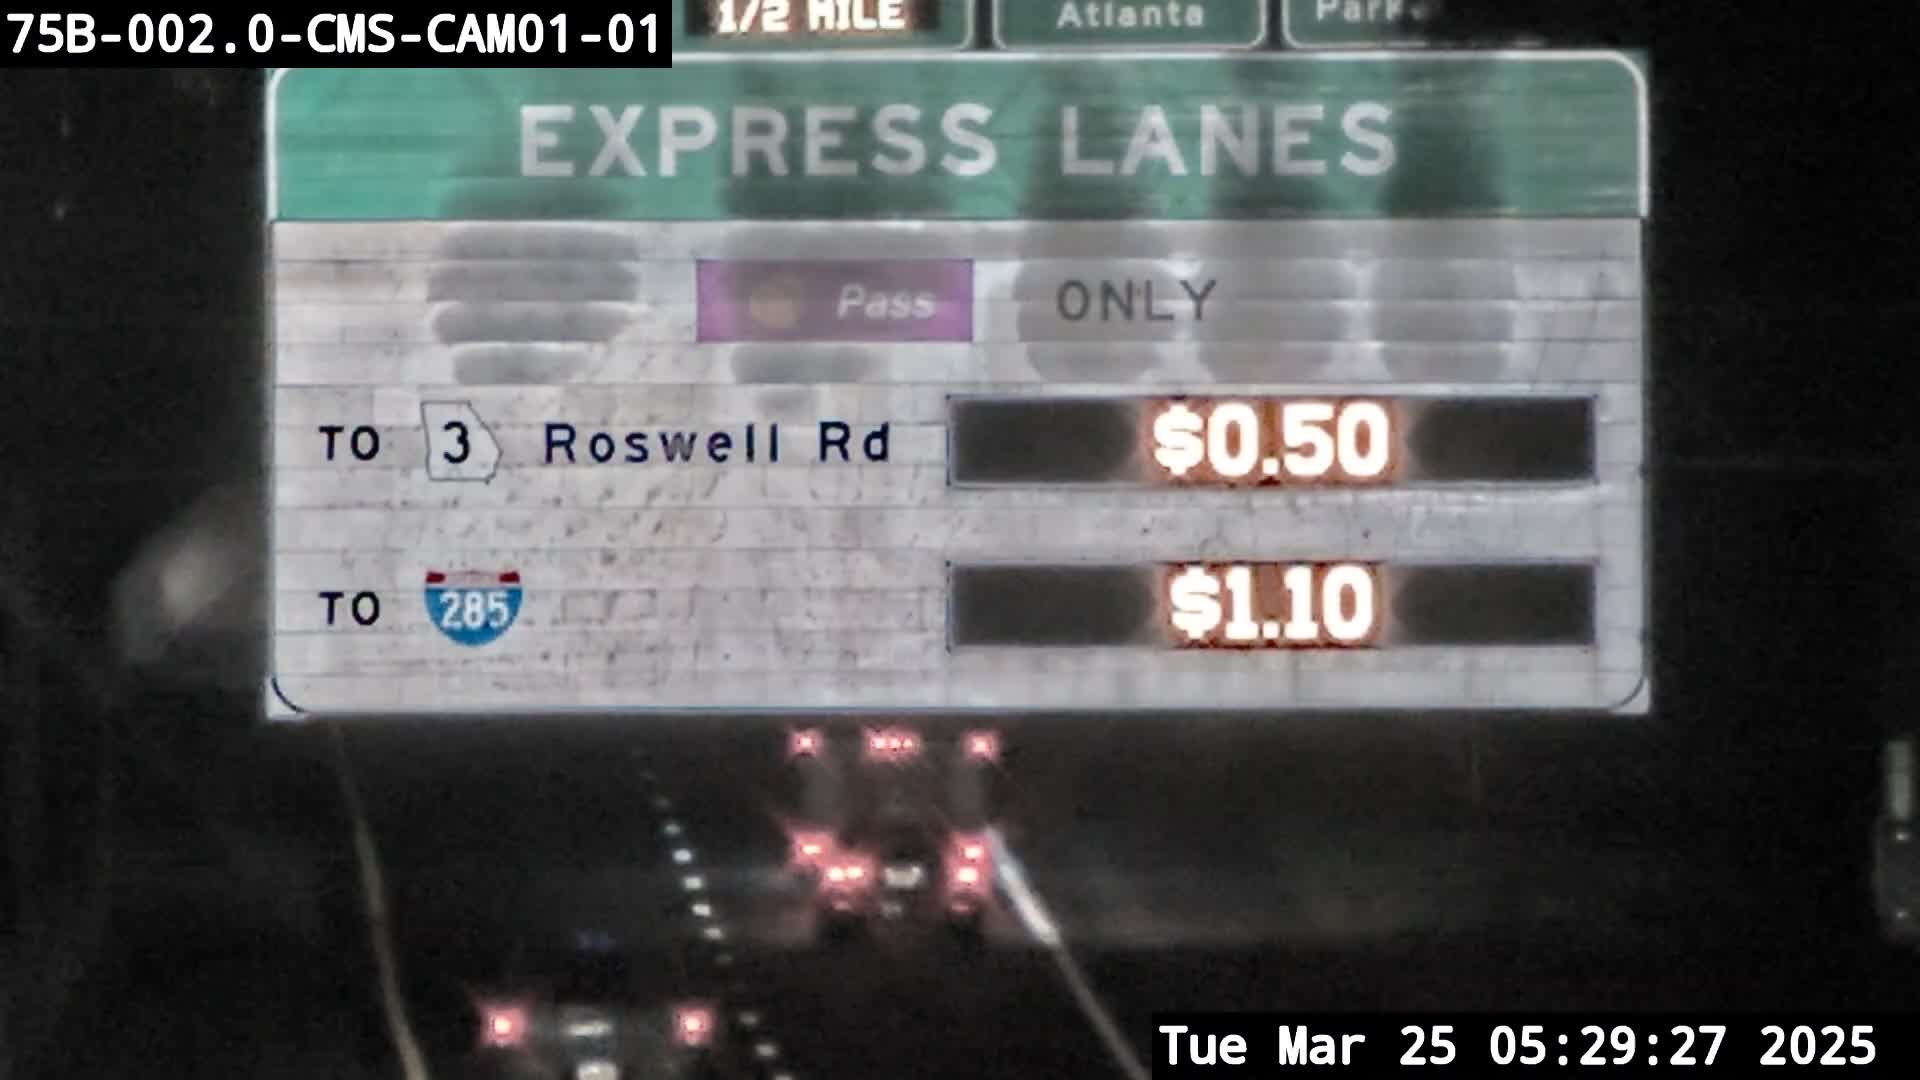 75B-002.0-CMS-CAM01-01
1/2 MILE
Atlanta
EXPRESS LANES
Pass ONLY
TO 3 Roswell Rd $0.50
TO 285 $1.10
Tue Mar 25 05:29:27 2025